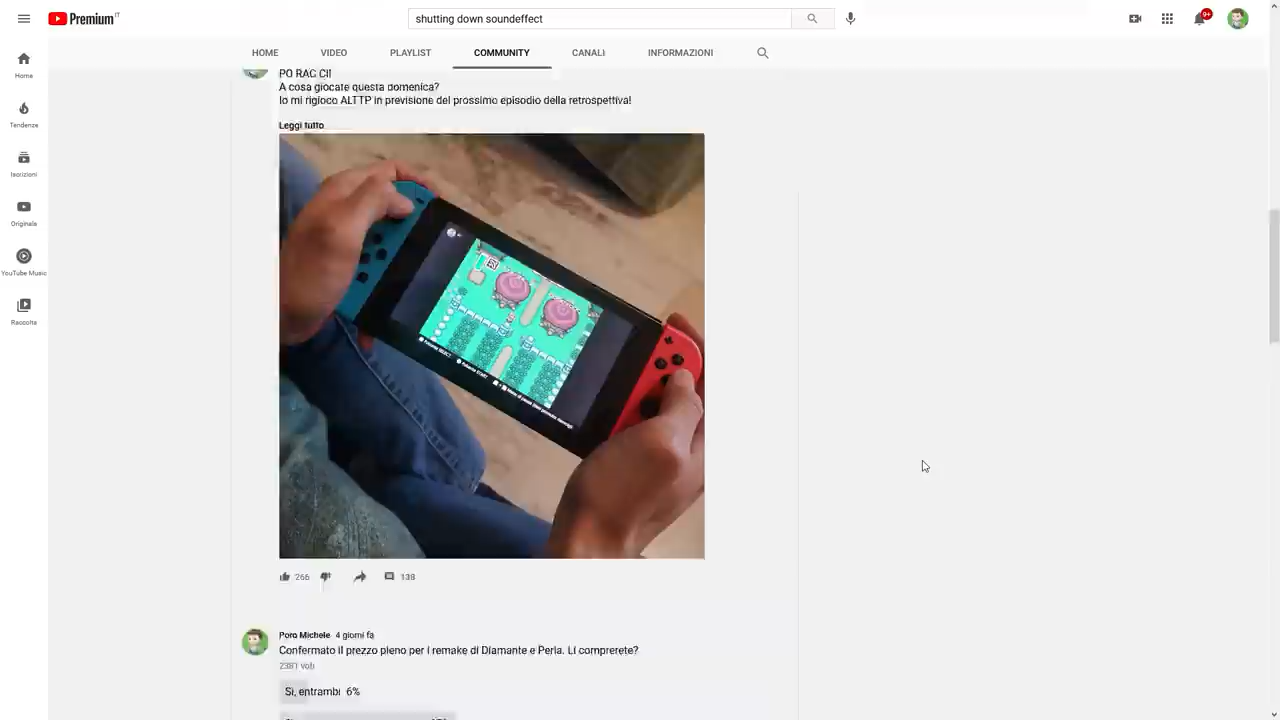 Premium IT
shutting down soundeffect
9+
HOME VIDEO PLAYLIST COMMUNITY CANALI INFORMAZIONI
Home
Tendenze
Iscrizioni
Originals
YouTube Music
Raccolta
A cosa giocate questa domenica?
Io mi rigioco ALTTP in previsione del prossimo episodio della retrospettiva!
Leggi tutto
266 138
Poro Michele 4 giorni fa
Confermato il prezzo pieno per i remake di Diamante e Perla. Li comprerete?
2381 voti
Sì, entrambi 6%